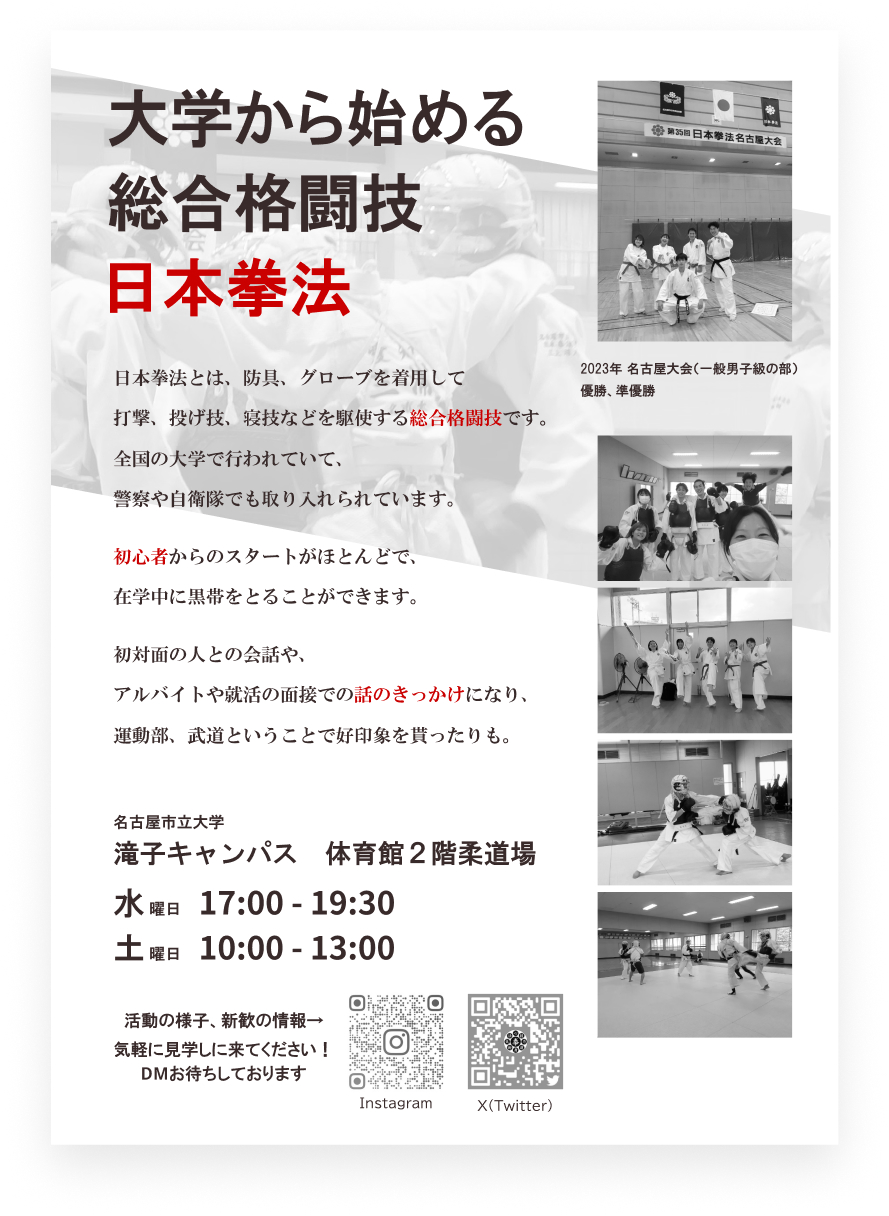 大学から始める
総合格闘技
日本拳法
日本拳法とは、防具、グローブを着用して
打撃、投げ技、寝技などを駆使する総合格闘技です。
全国の大学で行われていて、
警察や自衛隊でも取り入れられています。
初心者からのスタートがほとんどで、
在学中に黒帯をとることができます。
初対面の人との会話や、
アルバイトや就活の面接での話のきっかけになり、
運動部、武道ということで好印象を貰ったりも。
名古屋市立大学
滝子キャンパス 体育館２階柔道場
水曜日 17:00 - 19:30
土曜日 10:00 - 13:00
活動の様子、新歓の情報→
気軽に見学しに来てください！
DMお待ちしております
Instagram
X(Twitter)
第35回 日本拳法名古屋大会
2023年 名古屋大会(一般男子級の部)
優勝、準優勝